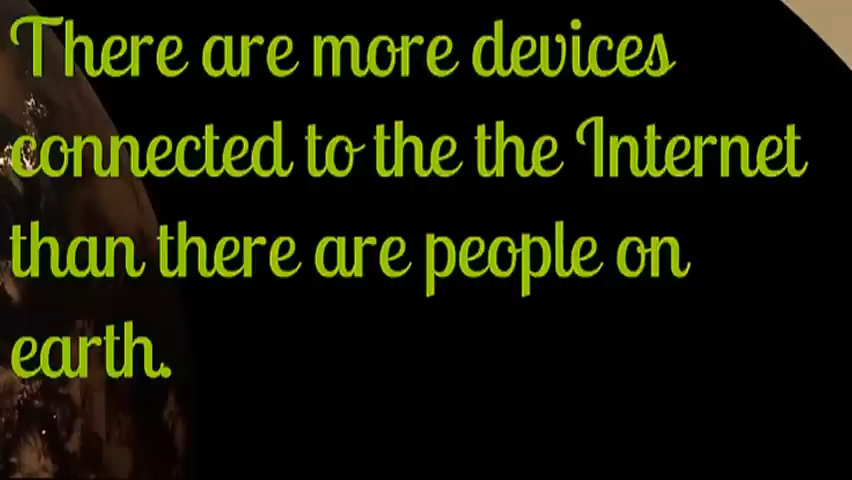 There are more devices
connected to the the Internet
than there are people on
earth.